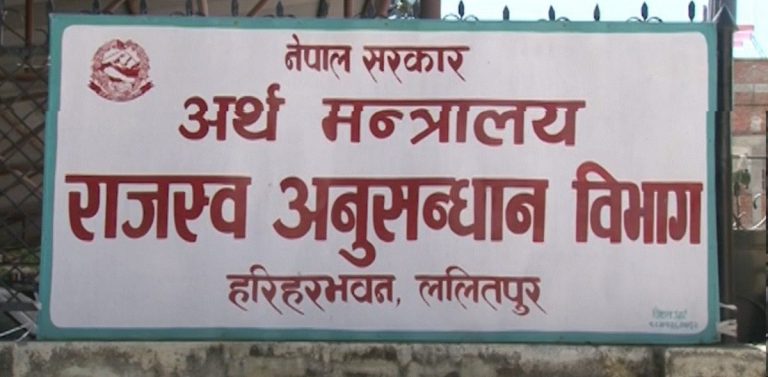 नेपाल सरकार
अर्थ मन्त्रालय
राजस्व अनुसन्धान विभाग
हरिहरभवन, ललितपुर